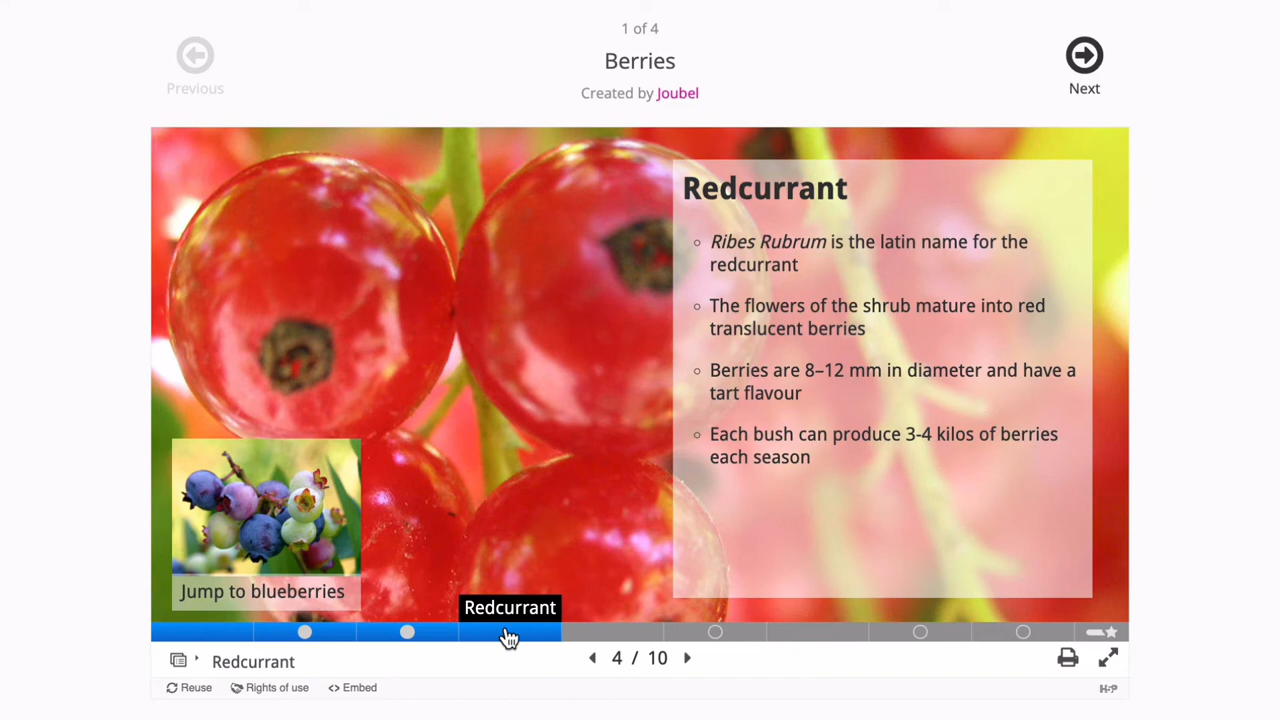 1 of 4
Previous
Berries
Next
Created by Joubel
Redcurrant
Ribes Rubrum is the latin name for the
redcurrant
The flowers of the shrub mature into red
translucent berries
Berries are 8–12 mm in diameter and have a
tart flavour
Each bush can produce 3-4 kilos of berries
each season
Jump to blueberries
Redcurrant
Redcurrant
4 / 10
Reuse
Rights of use
<> Embed
H5P